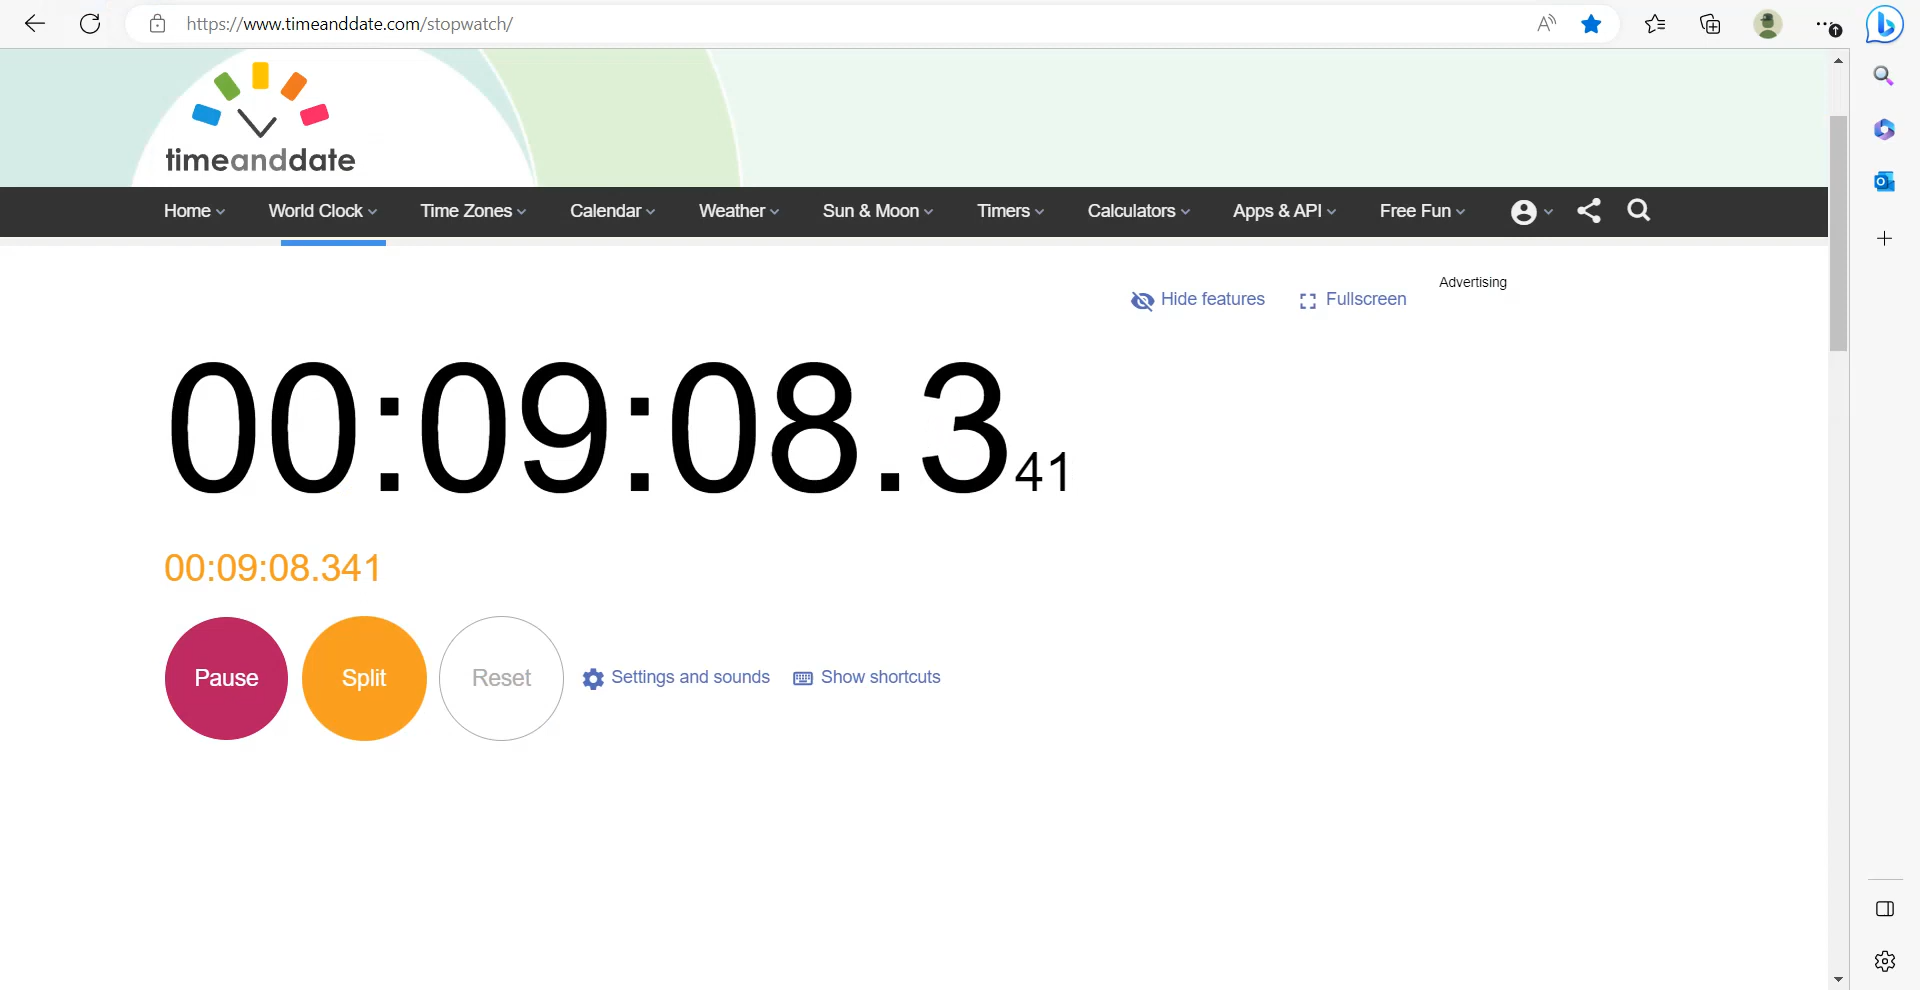 https://www.timeanddate.com/stopwatch/
timeanddate
Home World Clock Time Zones Calendar Weather Sun & Moon Timers Calculators Apps & API Free Fun
Advertising
Hide features Fullscreen
00:09:08.341
00:09:08.341
Pause Split Reset Settings and sounds Show shortcuts